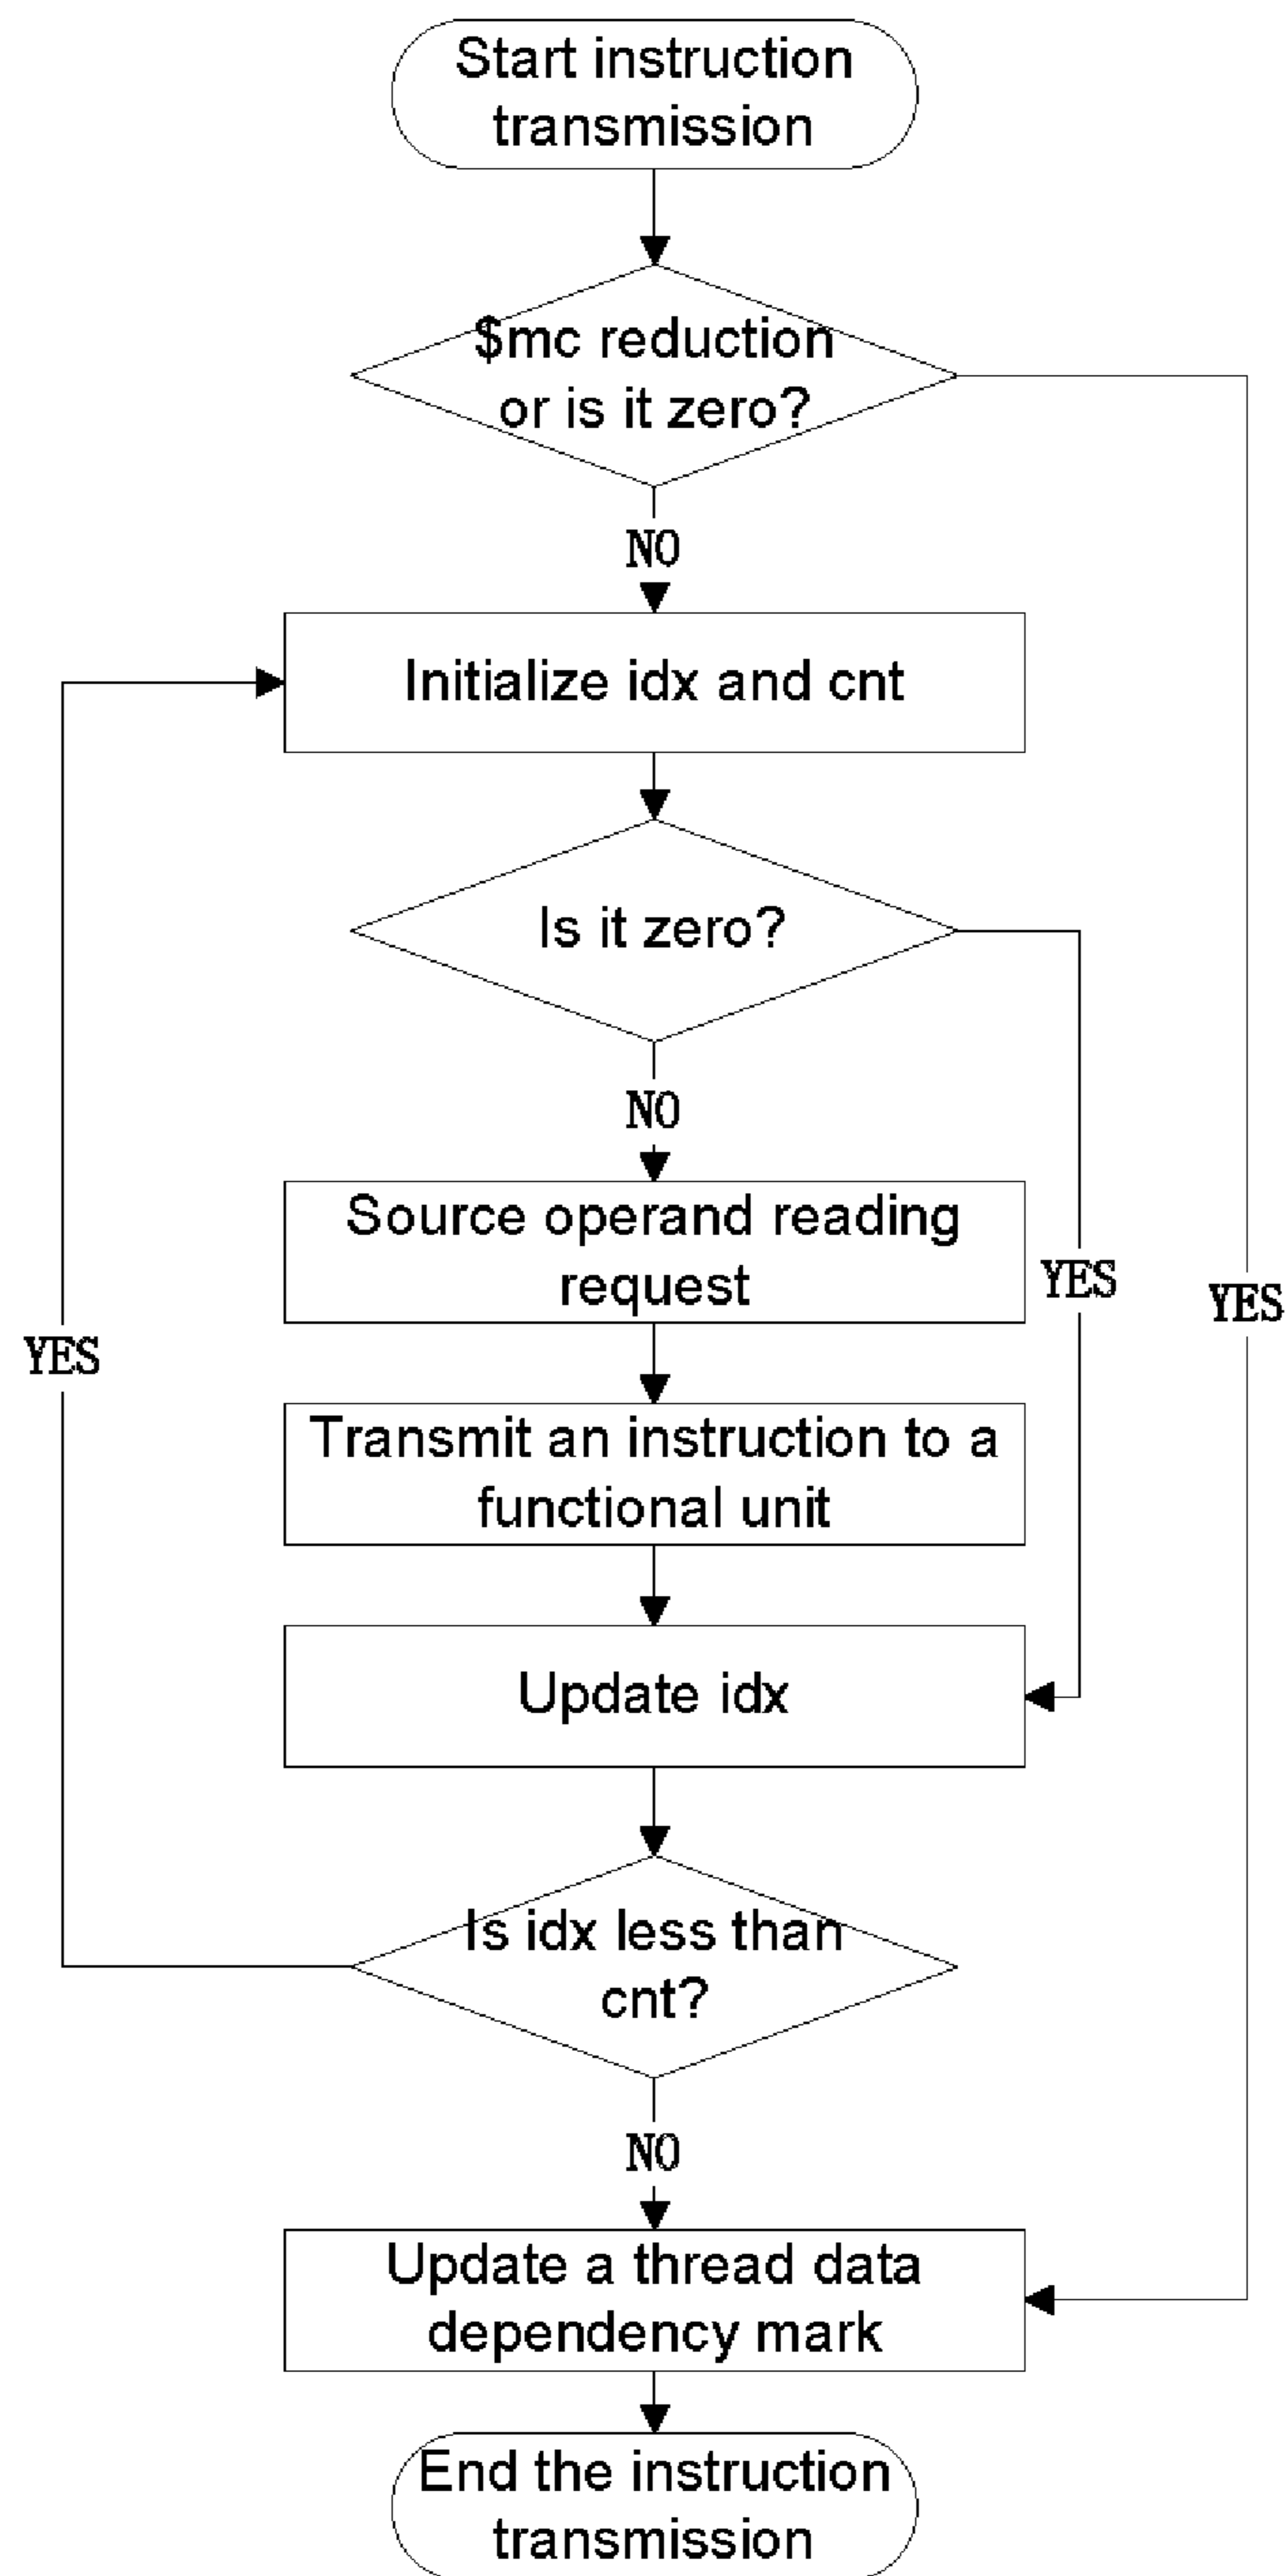 Start instruction
transmission
$mc reduction
or is it zero?
NO
Initialize idx and cnt
Is it zero?
NO
Source operand reading
request
YES
YES
YES
Transmit an instruction to a
functional unit
Update idx
Is idx less than
cnt?
NO
Update a thread data
dependency mark
End the instruction
transmission